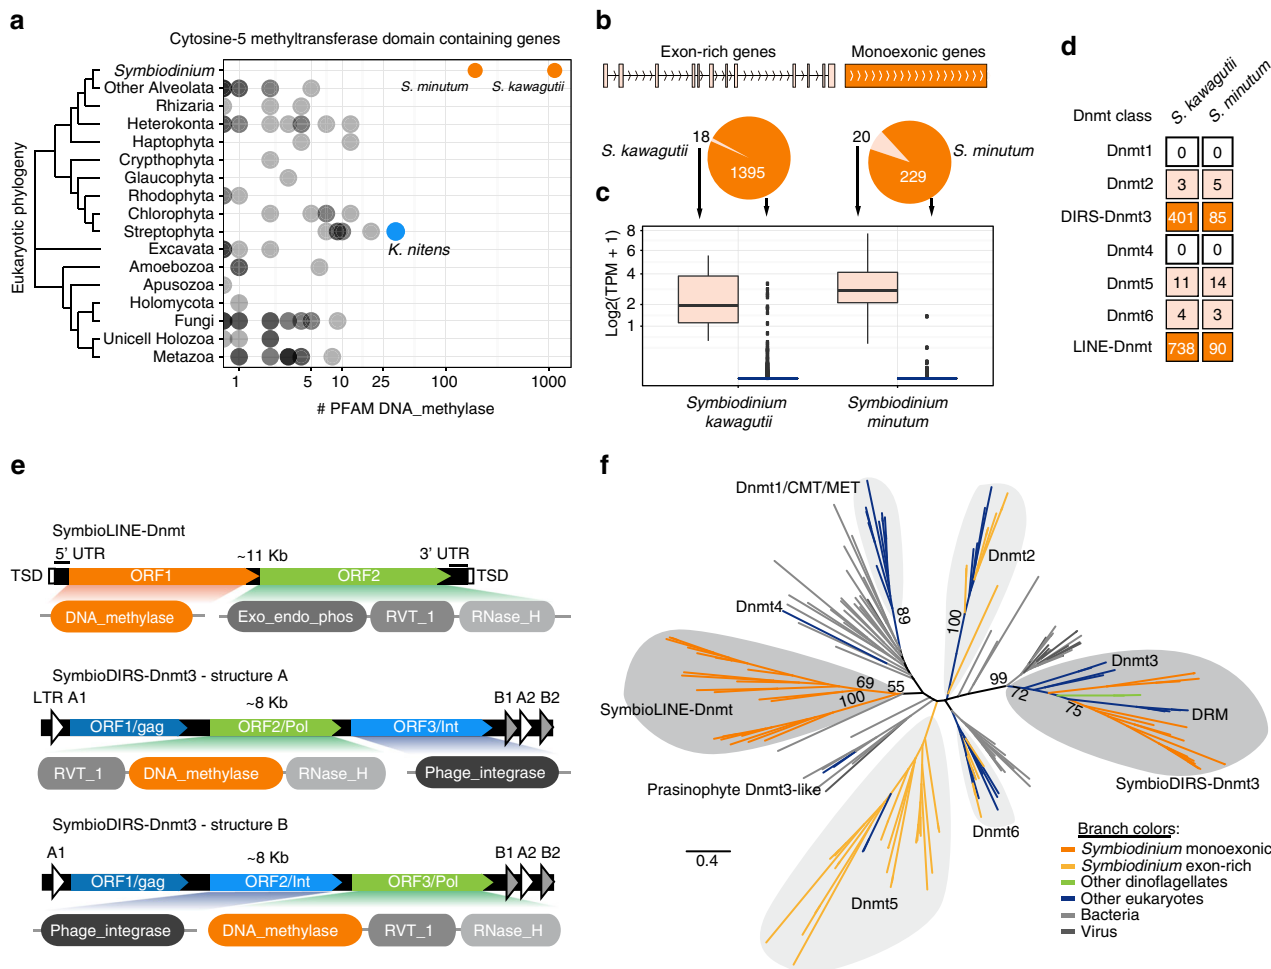 a
Cytosine-5 methyltransferase domain containing genes
Eukaryotic phylogeny
Symbiodinium
Other Alveolata
Rhizaria
Heterokonta
Haptophyta
Crypthophyta
Glaucophyta
Rhodophyta
Chlorophyta
Streptophyta
Excavata
Amoebozoa
Apusozoa
Holomycota
Fungi
Unicell Holozoa
Metazoa
S. minutum
S. kawagutii
K. nitens
1 5 10 25 100 1000
# PFAM DNA_methylase
b
Exon-rich genes
Monoexonic genes
S. kawagutii
18
1395
20
229
S. minutum
c
Log2(TPM + 1)
8
6
4
2
1
Symbiodinium
kawagutii
Symbiodinium
minutum
d
S. kawagutii
S. minutum
Dnmt class
Dnmt1 0 0
Dnmt2 3 5
DIRS-Dnmt3 401 85
Dnmt4 0 0
Dnmt5 11 14
Dnmt6 4 3
LINE-Dnmt 738 90
e
SymbioLINE-Dnmt
5' UTR ~11 Kb 3' UTR
TSD ORF1 ORF2 TSD
DNA_methylase Exo_endo_phos RVT_1 RNase_H
SymbioDIRS-Dnmt3 - structure A
LTR A1 ~8 Kb B1 A2 B2
ORF1/gag ORF2/Pol ORF3/Int
RVT_1 DNA_methylase RNase_H Phage_integrase
SymbioDIRS-Dnmt3 - structure B
A1 ~8 Kb B1 A2 B2
ORF1/gag ORF2/Int ORF3/Pol
Phage_integrase DNA_methylase RVT_1 RNase_H
f
Dnmt1/CMT/MET
Dnmt2
Dnmt4
89
100
SymbioLINE-Dnmt
69
55
100
99
72
75
Dnmt3
DRM
SymbioDIRS-Dnmt3
Prasinophyte Dnmt3-like
Dnmt6
Dnmt5
0.4
Branch colors:
Symbiodinium monoexonic
Symbiodinium exon-rich
Other dinoflagellates
Other eukaryotes
Bacteria
Virus